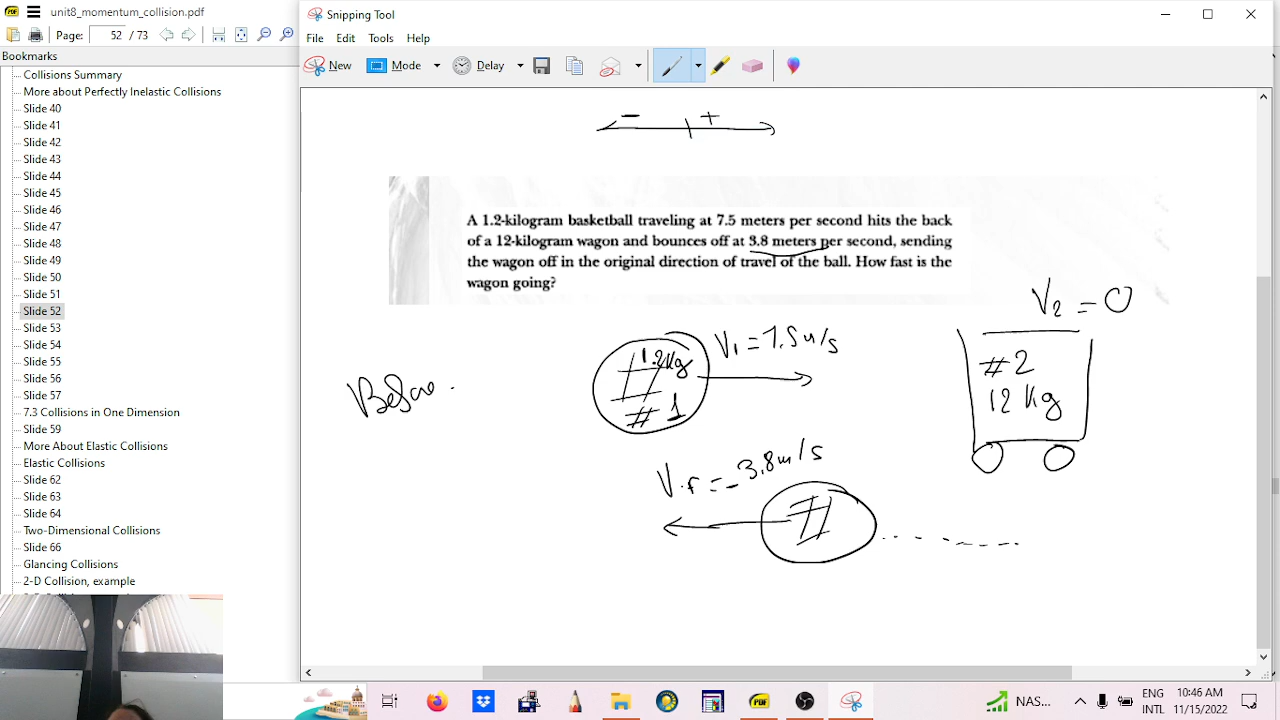 unit8_momentum_collision.pdf
Page: 52 / 73
Bookmarks
Collisions Summary
More about Perfectly Inelastic Collisions
Slide 40
Slide 41
Slide 42
Slide 43
Slide 44
Slide 45
Slide 46
Slide 47
Slide 48
Slide 49
Slide 50
Slide 51
Slide 52
Slide 53
Slide 54
Slide 55
Slide 56
Slide 57
7.3 Collisions in One Dimension
Slide 59
More About Elastic Collisions
Elastic Collisions
Slide 62
Slide 63
Slide 64
Two-Dimensional Collisions
Slide 66
Glancing Collisions
2-D Collision, example
Snipping Tool
File Edit Tools Help
New Mode Delay
- +
A 1.2-kilogram basketball traveling at 7.5 meters per second hits the back
of a 12-kilogram wagon and bounces off at 3.8 meters per second, sending
the wagon off in the original direction of travel of the ball. How fast is the
wagon going?
V2 = 0
V1 = 7.5m/s
1.2kg
# 1
#2
12 kg
Before
V1f = -3.8m/s
NAS...
ENG
INTL
10:46 AM
11/15/2022